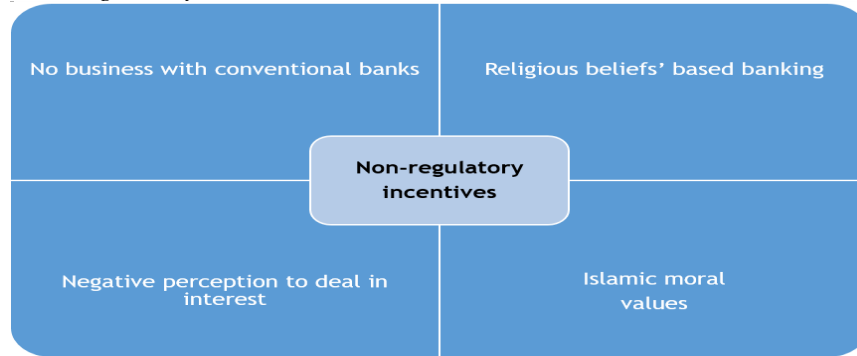 No business with conventional banks
Religious beliefs’ based banking
Non-regulatory
incentives
Negative perception to deal in
interest
Islamic moral
values